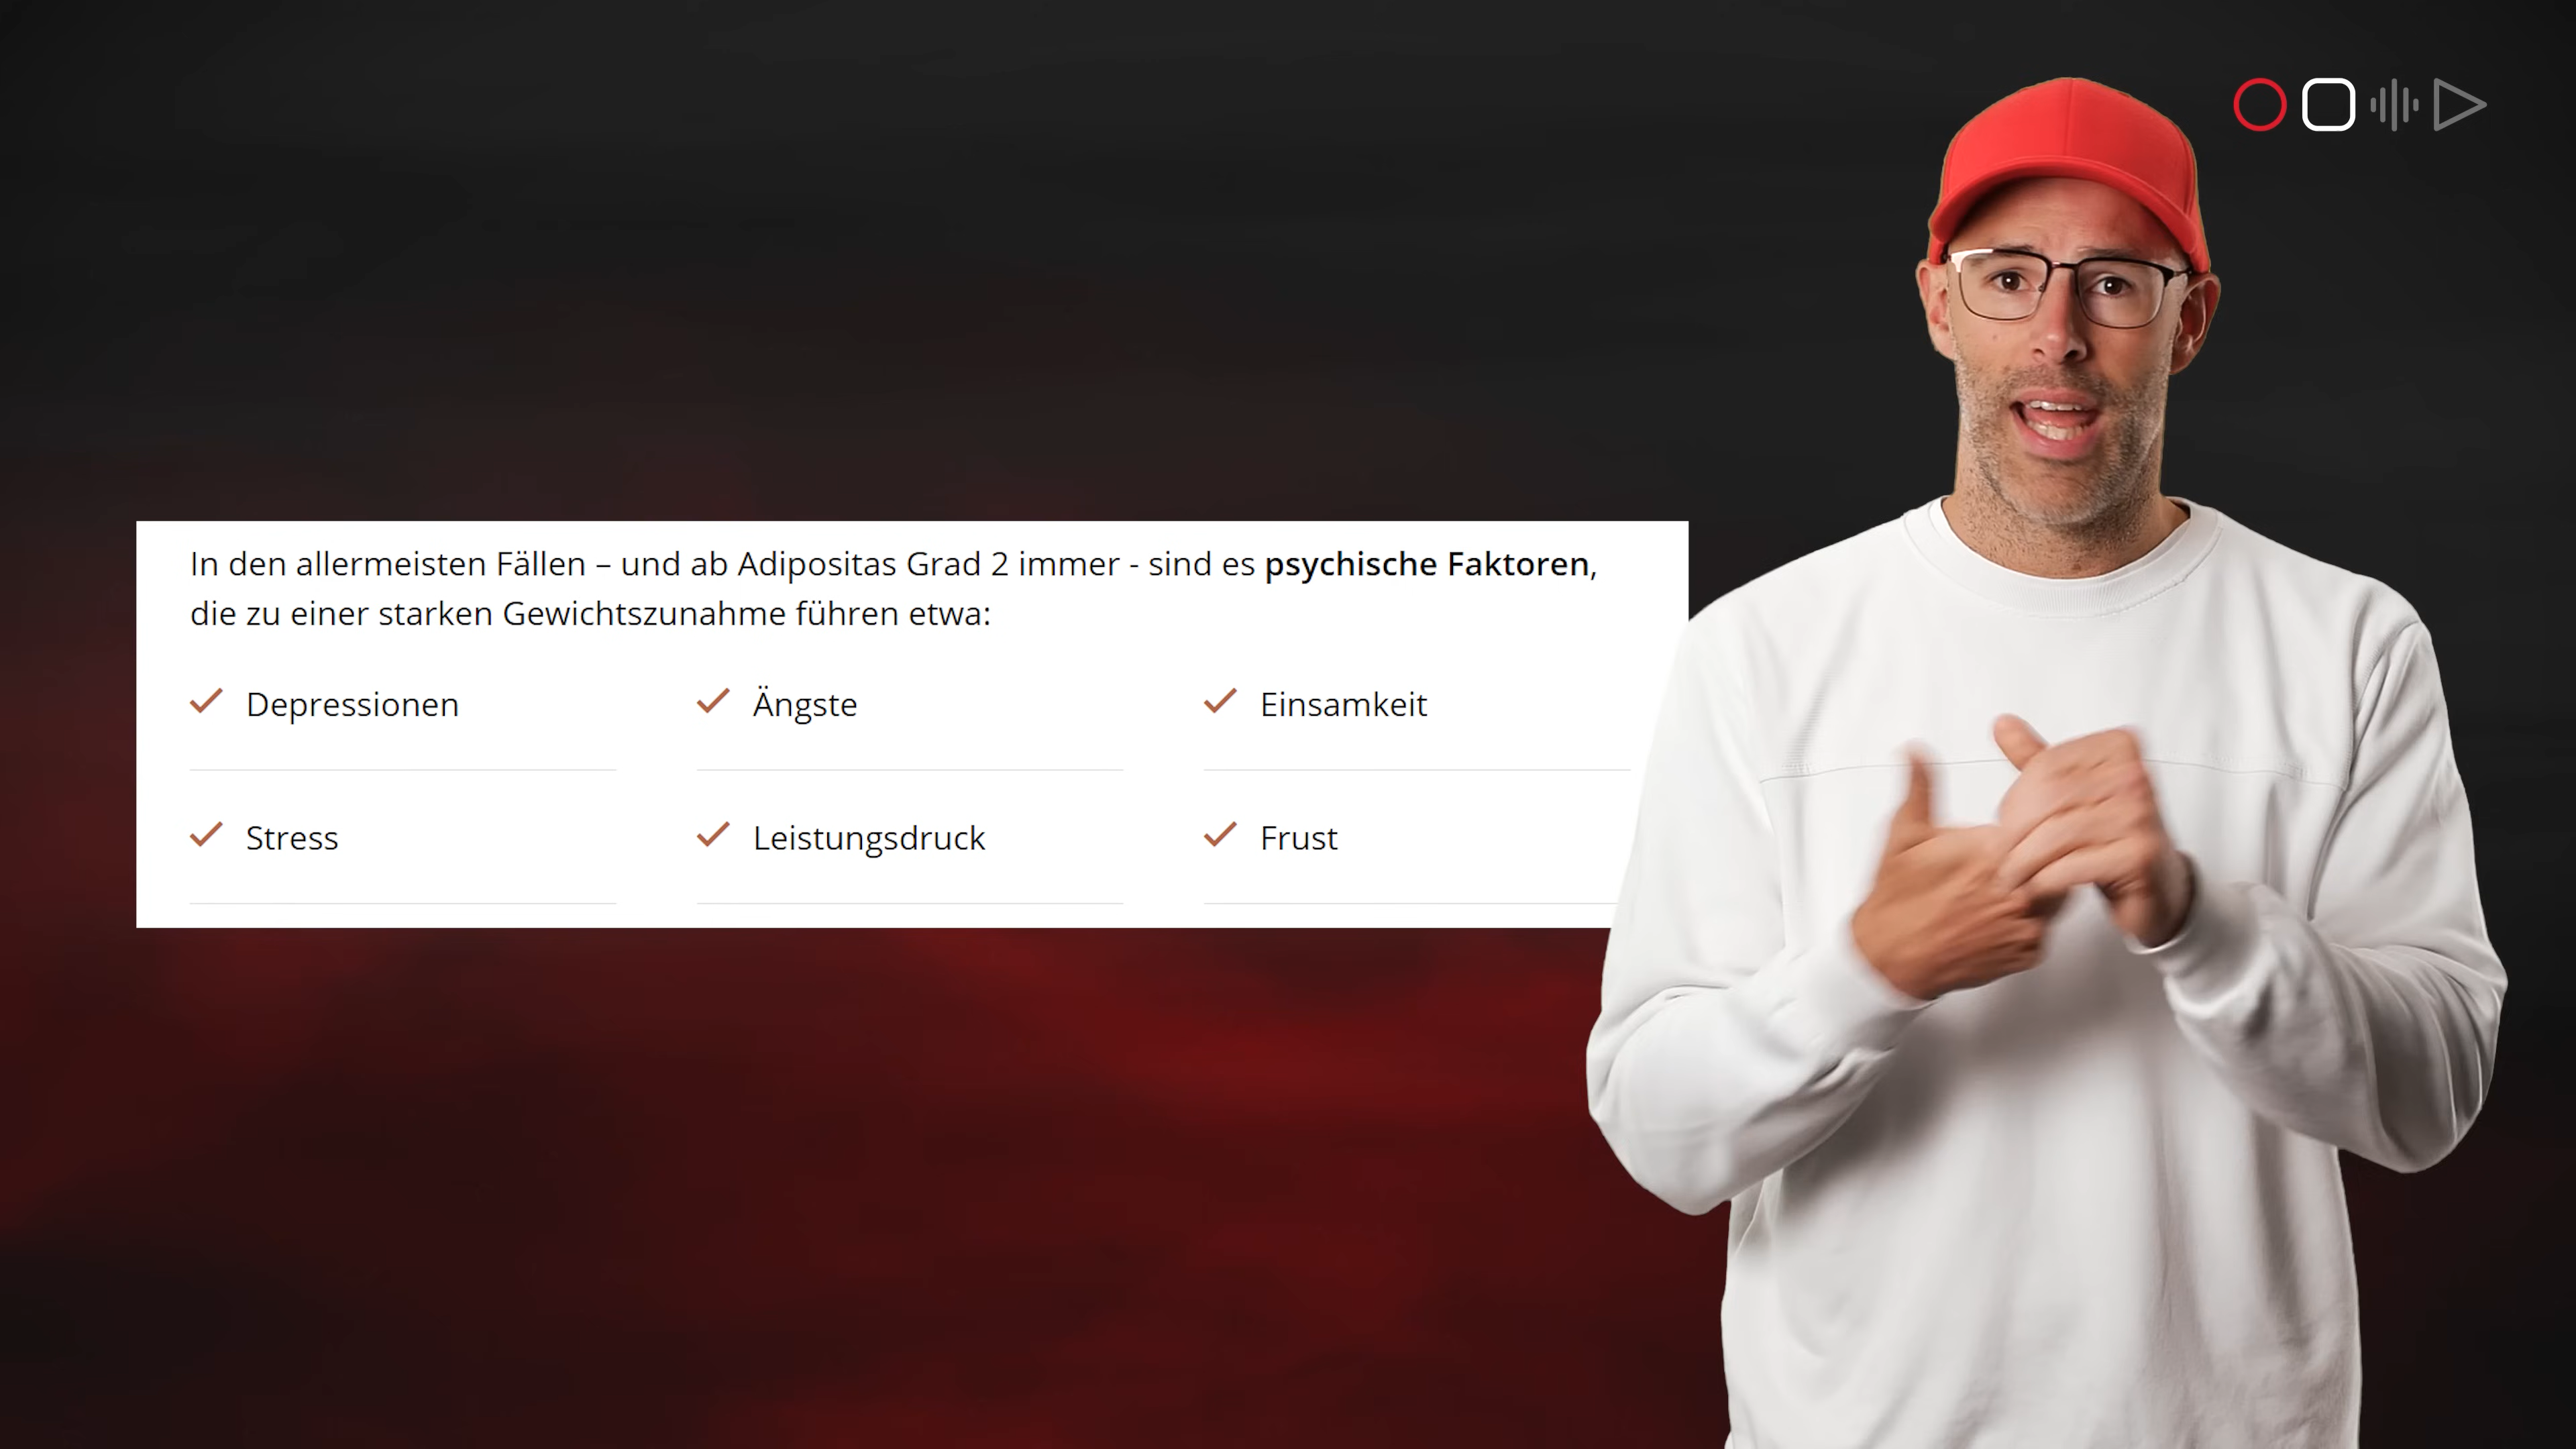 In den allermeisten Fällen – und ab Adipositas Grad 2 immer - sind es psychische Faktoren,
die zu einer starken Gewichtszunahme führen etwa:
Depressionen
Ängste
Einsamkeit
Stress
Leistungsdruck
Frust